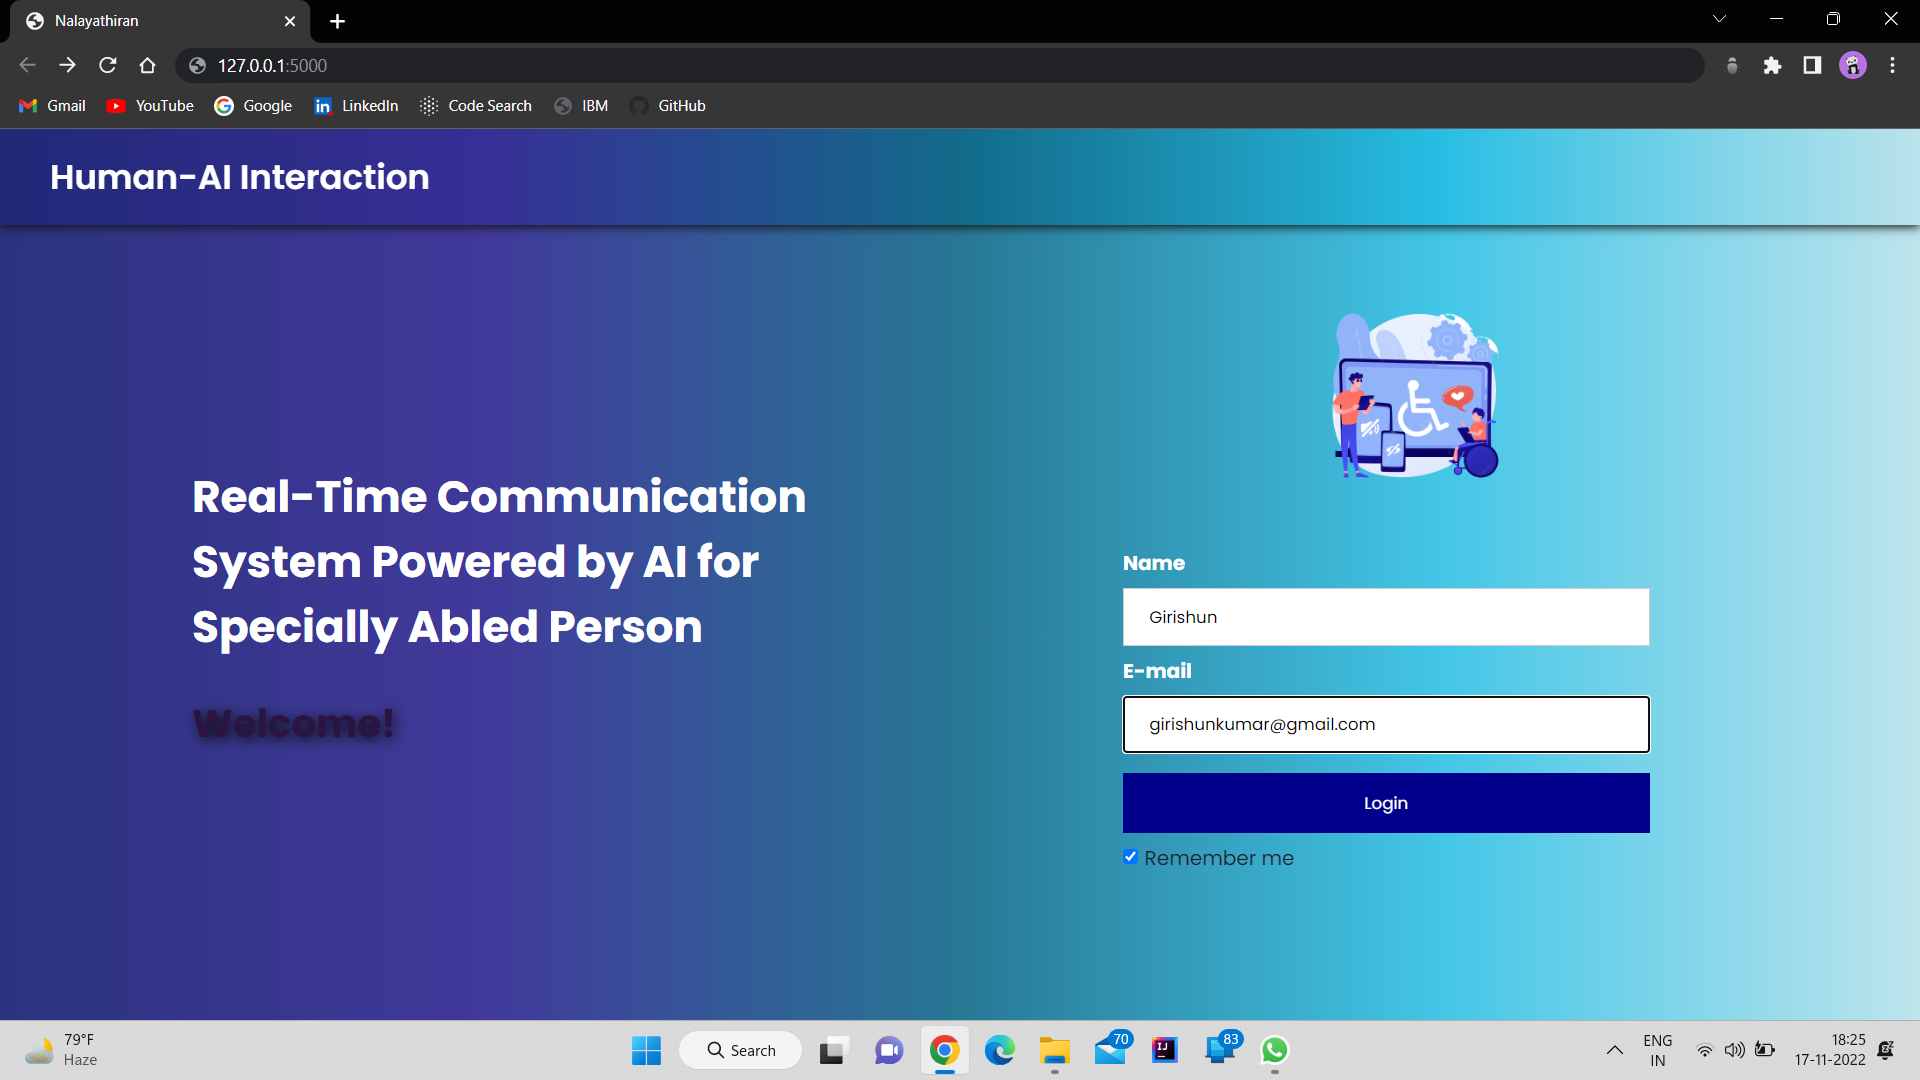 Nalayathiran
127.0.0.1:5000
Gmail
YouTube
Google
LinkedIn
Code Search
IBM
GitHub
Human-AI Interaction
Real-Time Communication
System Powered by AI for
Specially Abled Person
Welcome!
Name
Girishun
E-mail
girishunkumar@gmail.com
Login
Remember me
79°F
Haze
Search
70
IJ
83
ENG
IN
18:25
17-11-2022